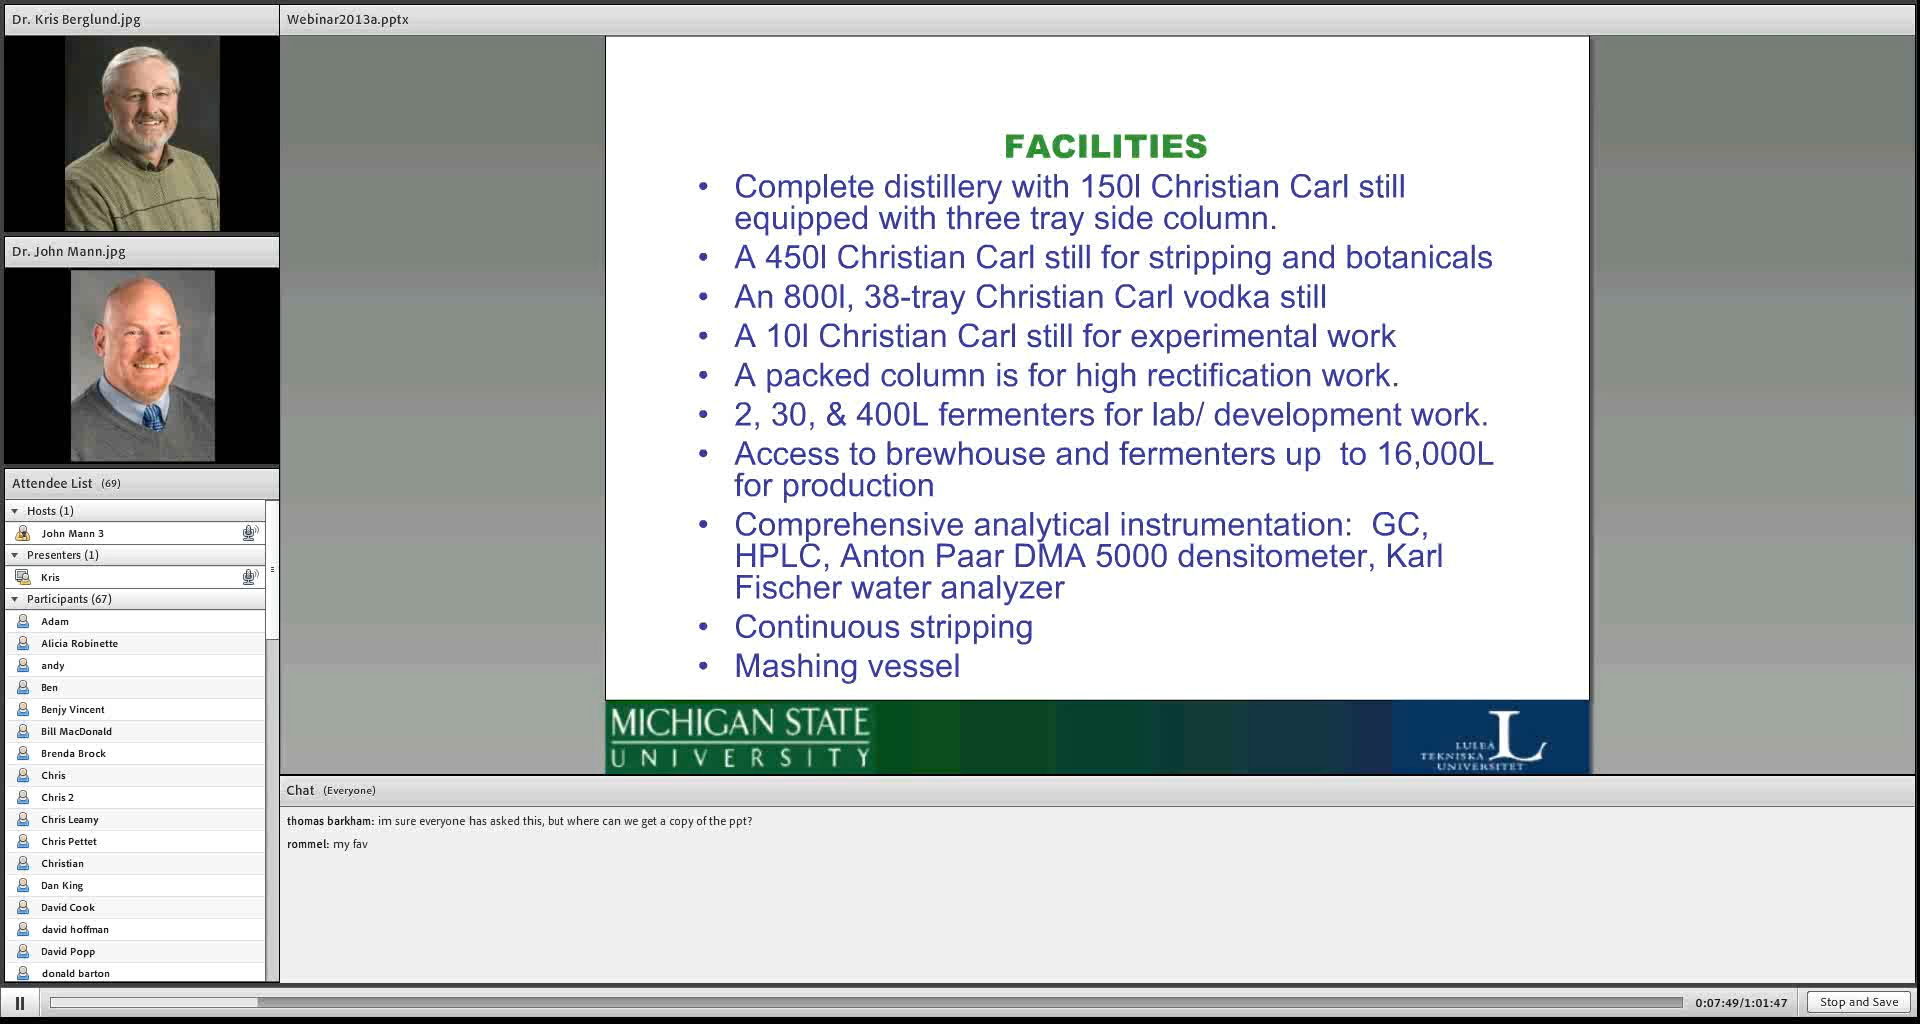 Dr. Kris Berglund.jpg
Webinar2013a.pptx
FACILITIES
• Complete distillery with 150l Christian Carl still
equipped with three tray side column.
• A 450l Christian Carl still for stripping and botanicals
• An 800l, 38-tray Christian Carl vodka still
• A 10l Christian Carl still for experimental work
• A packed column is for high rectification work.
• 2, 30, & 400L fermenters for lab/ development work.
• Access to brewhouse and fermenters up  to 16,000L
for production
• Comprehensive analytical instrumentation:  GC,
HPLC, Anton Paar DMA 5000 densitometer, Karl
Fischer water analyzer
• Continuous stripping
• Mashing vessel
MICHIGAN STATE
UNIVERSITY
L
LULEÅ
TEKNISKA
UNIVERSITET
Dr. John Mann.jpg
Attendee List (69)
Hosts (1)
John Mann 3
Presenters (1)
Kris
Participants (67)
Adam
Alicia Robinette
andy
Ben
Benjy Vincent
Bill MacDonald
Brenda Brock
Chris
Chris 2
Chris Leamy
Chris Pettet
Christian
Dan King
David Cook
david hoffman
David Popp
donald barton
Chat (Everyone)
thomas barkham: im sure everyone has asked this, but where can we get a copy of the ppt?
rommel: my fav
0:07:49/1:01:47
Stop and Save